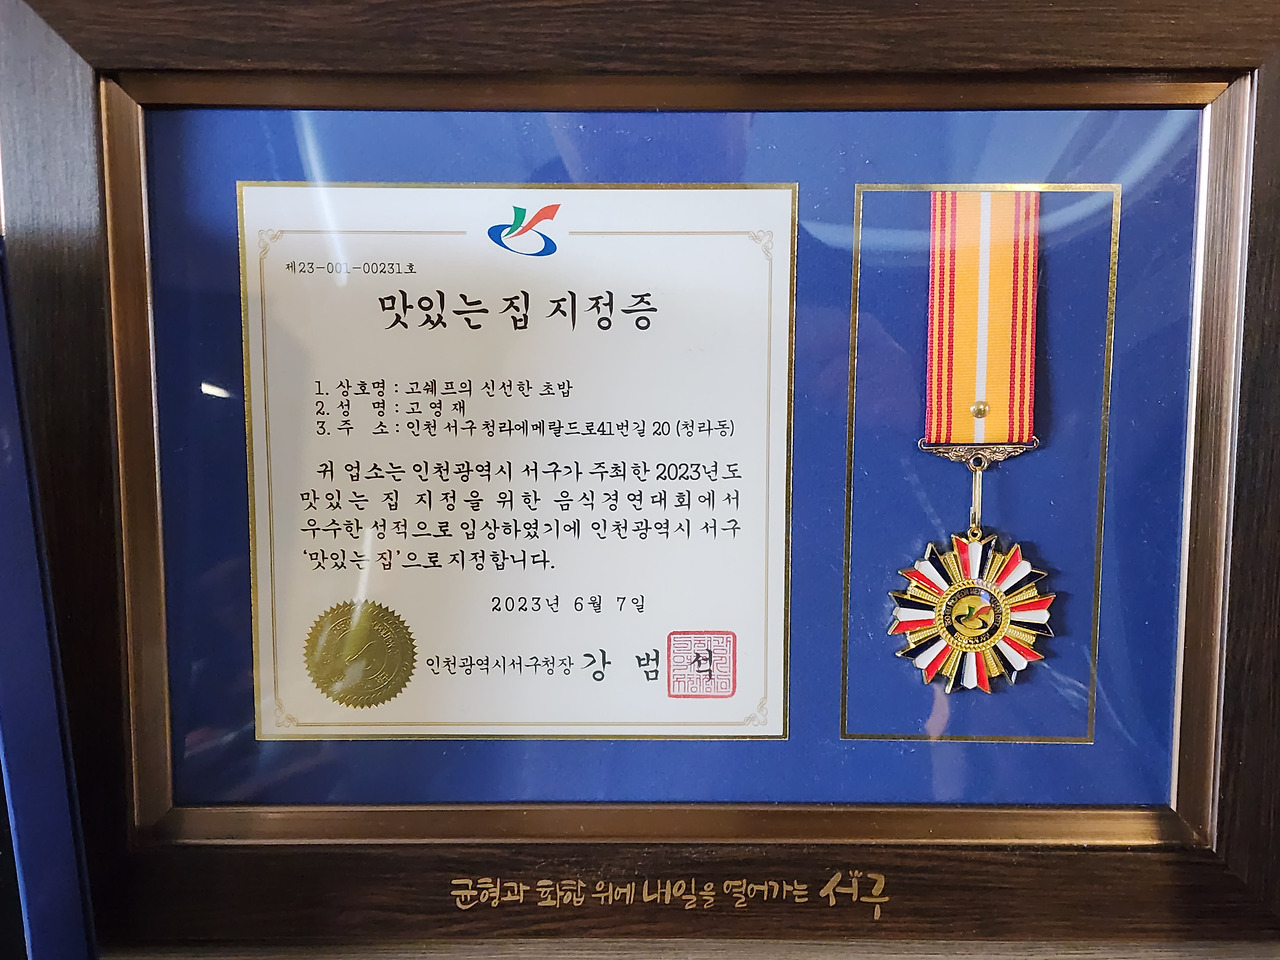 제23-001-00231호
맛있는 집 지정증
1. 상호명 : 고쉐프의 신선한 초밥
2. 성 명 : 고영재
3. 주 소 : 인천 서구 청라에메랄드로41번길 20 (청라동)
귀 업소는 인천광역시 서구가 주최한 2023년도
맛있는 집 지정을 위한 음식경연대회에서
우수한 성적으로 입상하였기에 인천광역시 서구
‘맛있는 집’으로 지정합니다.
2023년 6월 7일
인천광역시서구청장 강 범 석
균형과 화합 위에 내일을 열어가는 서구